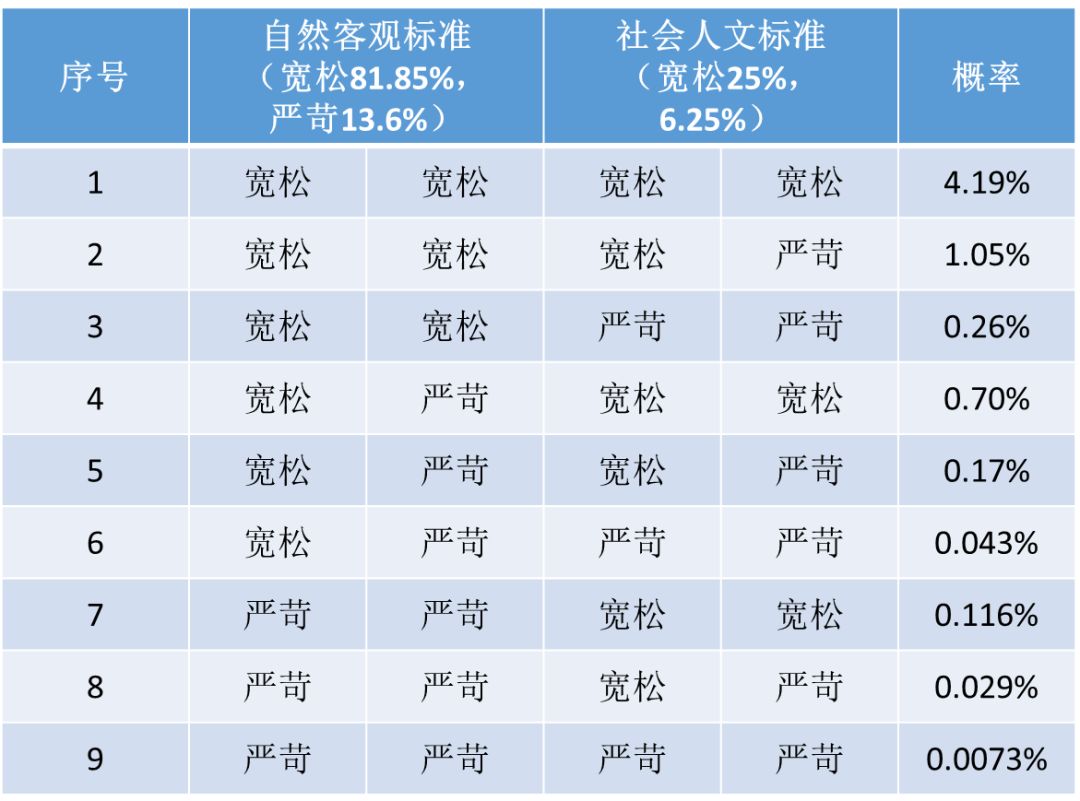 序号
自然客观标准
（宽松81.85%，
严苛13.6%）
社会人文标准
（宽松25%，
6.25%）
概率
1 宽松 宽松 宽松 宽松 4.19%
2 宽松 宽松 宽松 严苛 1.05%
3 宽松 宽松 严苛 严苛 0.26%
4 宽松 严苛 宽松 宽松 0.70%
5 宽松 严苛 宽松 严苛 0.17%
6 宽松 严苛 严苛 严苛 0.043%
7 严苛 严苛 宽松 宽松 0.116%
8 严苛 严苛 宽松 严苛 0.029%
9 严苛 严苛 严苛 严苛 0.0073%